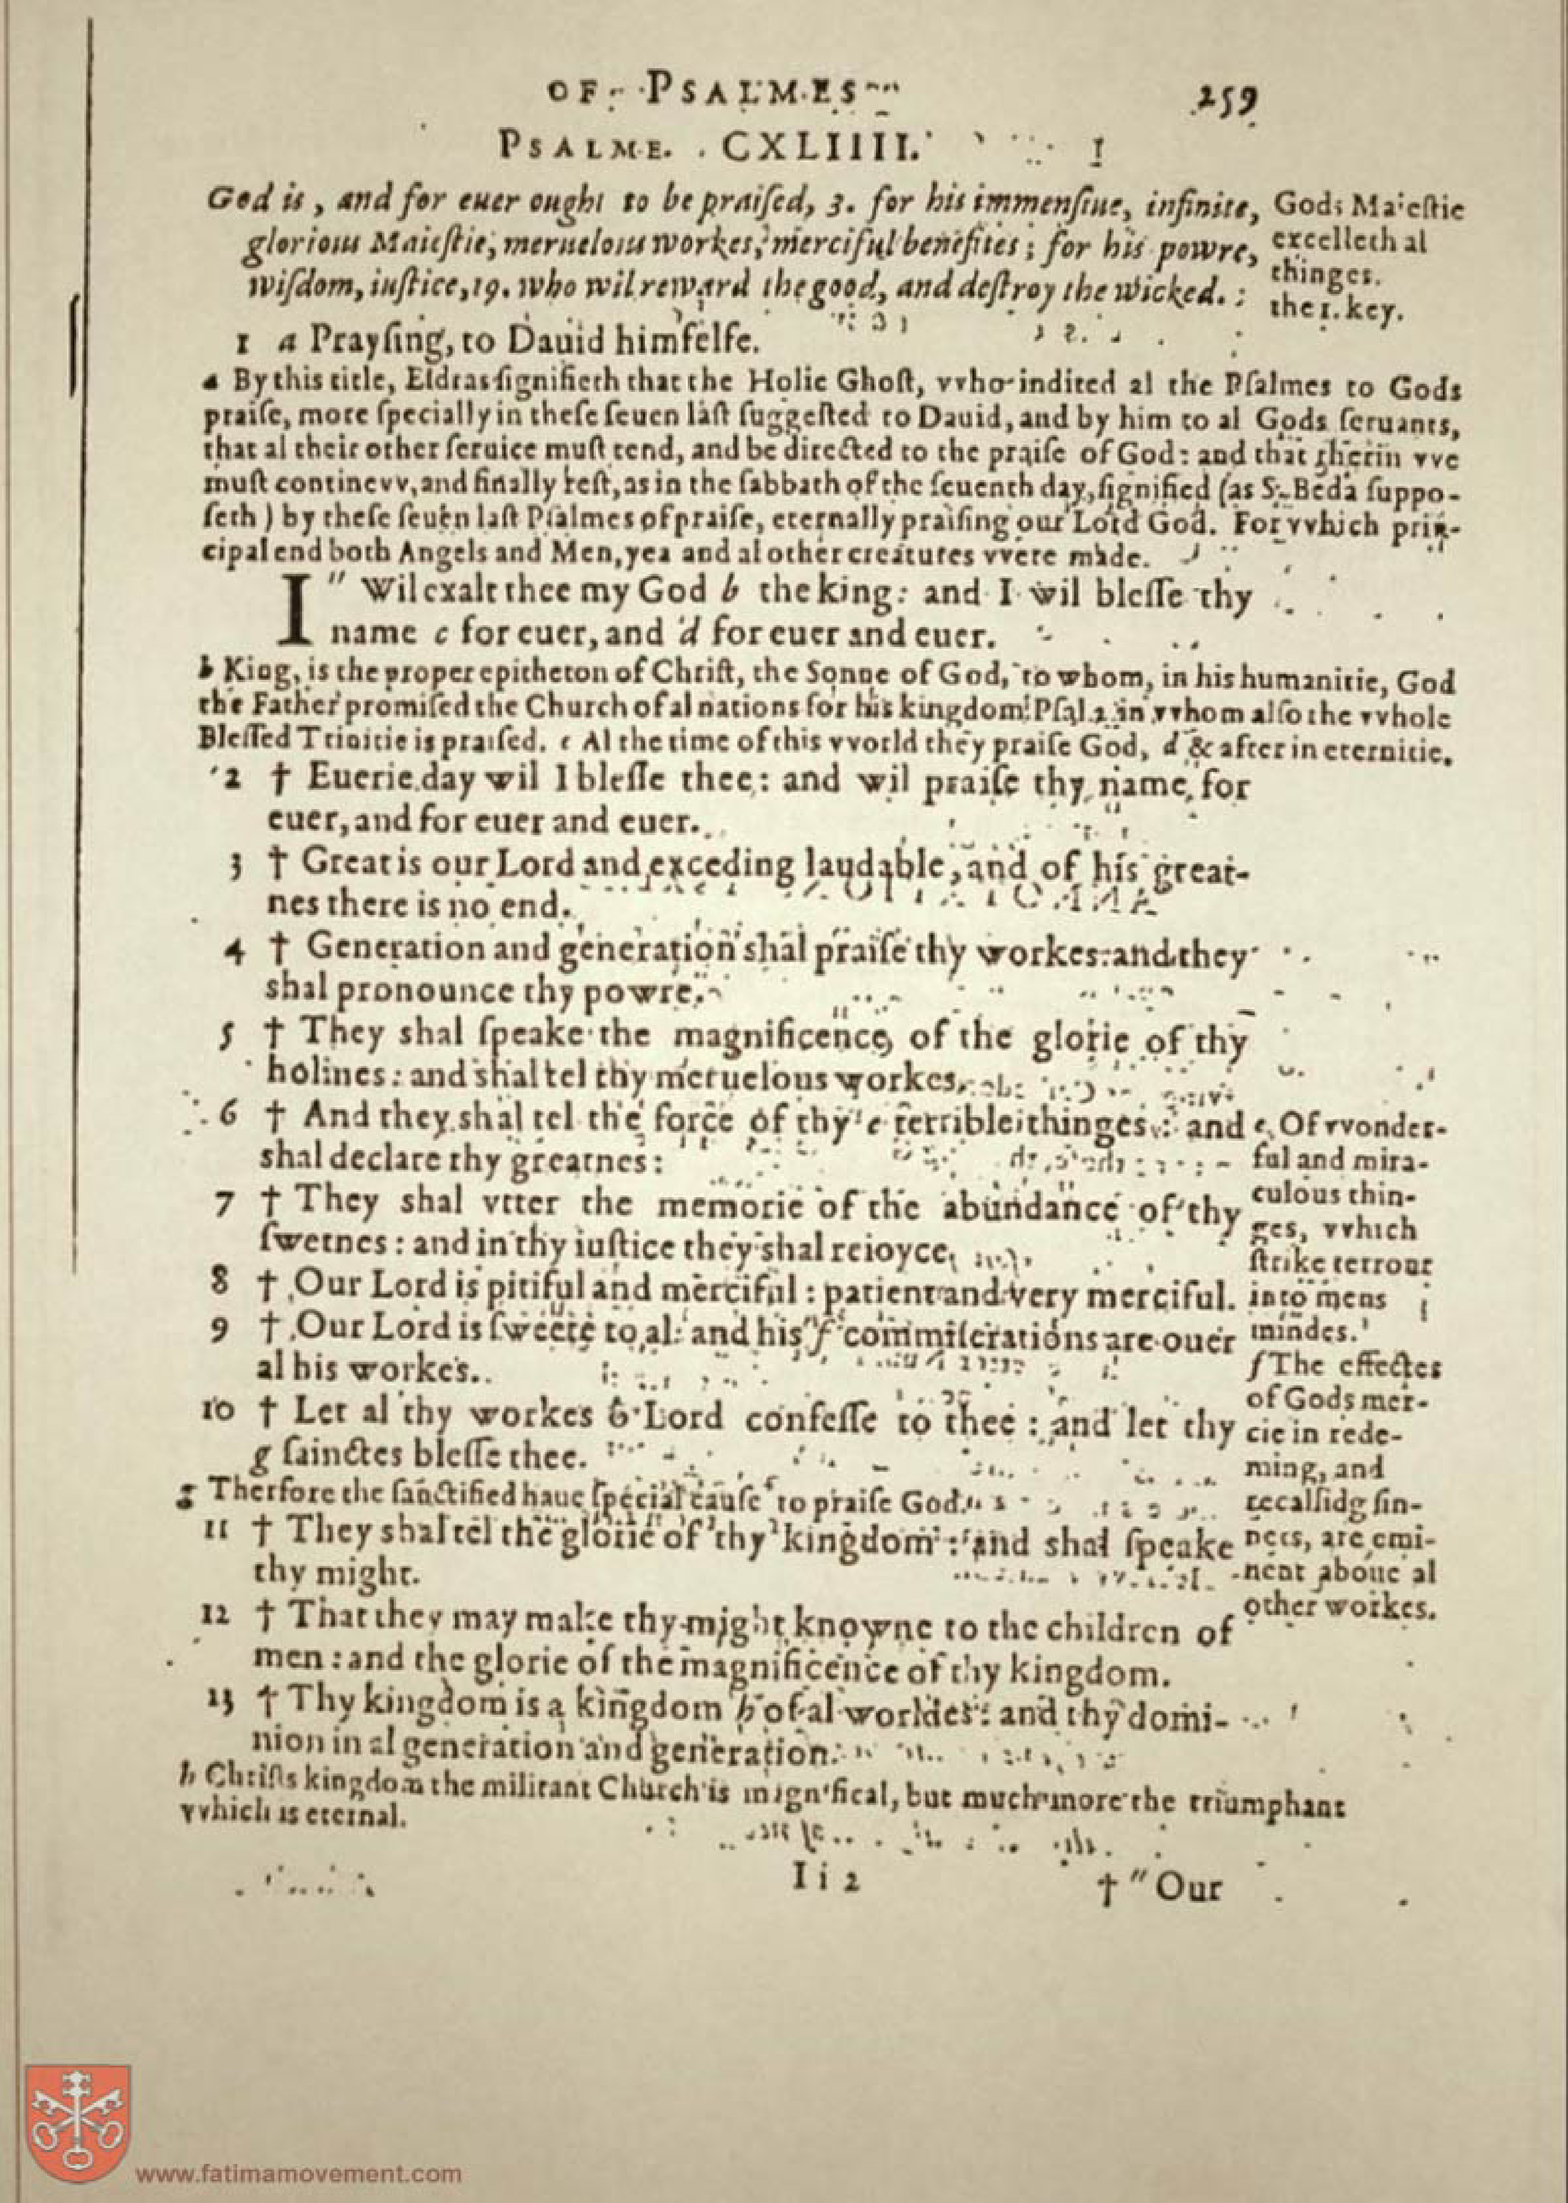 OF PSALMES
259
PSALME. CXLIIII.
God is, and for euer ought to be praiſed, 3. for his immenſiue, infinite,
glorious Maieſtie, meruelous workes, merciful benefites; for his powre,
wiſdom, iuſtice, 19. who wil reward the good, and deſtroy the wicked.
Gods Maieſtie
excelleth al
thinges.
the 1. key.
1 a Prayſing, to Dauid himſelfe.
a By this title, Eſdras ſignifieth that the Holie Ghoſt, vvho indited al the Pſalmes to Gods
praiſe, more ſpecially in theſe ſeuen laſt ſuggeſted to Dauid, and by him to al Gods ſeruants,
that al their other ſeruice muſt tend, and be directed to the praiſe of God: and that therin vve
muſt continevv, and finally reſt, as in the ſabbath of the ſeuenth day, ſignified (as S. Beda ſuppo-
ſeth) by theſe ſeuen laſt Pſalmes of praiſe, eternally praiſing our Lord God. For vvhich prin-
cipal end both Angels and Men, yea and al other creatures vvere made.
I " Wil exalt thee my God b the king: and I wil bleſſe thy
name c for euer, and d for euer and euer.
b King, is the proper epitheton of Chriſt, the Sonne of God, to whom, in his humanitie, God
the Father promiſed the Church of al nations for his kingdom. Pſal. 2. in vvhom alſo the vvhole
Bleſſed Trinitie is praiſed. c Al the time of this vvorld they praiſe God, d & after in eternitie.
2 † Euerie day wil I bleſſe thee: and wil praiſe thy name for
euer, and for euer and euer.
3 † Great is our Lord and exceding laudable, and of his great-
nes there is no end.
4 † Generation and generation shal praiſe thy workes: and they
shal pronounce thy powre.
5 † They shal ſpeake the magnificence of the glorie of thy
holines: and shal tel thy meruelous workes.
6 † And they shal tel the force of thy e terrible thinges: and
shal declare thy greatnes:
7 † They shal vtter the memorie of the abundance of thy
ſwetnes: and in thy iuſtice they shal reioyce.
8 † Our Lord is pitiful and merciful: patient and very merciful.
9 † Our Lord is ſweete to al: and his f commiſerations are ouer
al his workes.
10 † Let al thy workes ô Lord confeſſe to thee: and let thy
g ſainctes bleſſe thee.
e Of vvonder-
ful and mira-
culous thin-
ges, vvhich
ſtrike terrour
into mens
mindes.
f The effectes
of Gods mer-
cie in rede-
ming, and
recalſidg ſin-
ners, are emi-
nent aboue al
other workes.
g Therfore the ſanctified haue ſpecial cauſe to praiſe God.
11 † They shal tel the glorie of thy kingdom: and shal ſpeake
thy might.
12 † That they may make thy might knowne to the children of
men: and the glorie of the magnificence of thy kingdom.
13 † Thy kingdom is a kingdom h of al worldes: and thy domi-
nion in al generation and generation.
h Chriſts kingdom the militant Church is magnifical, but much more the triumphant
vvhich is eternal.
I i 2
† " Our
www.fatimamovement.com